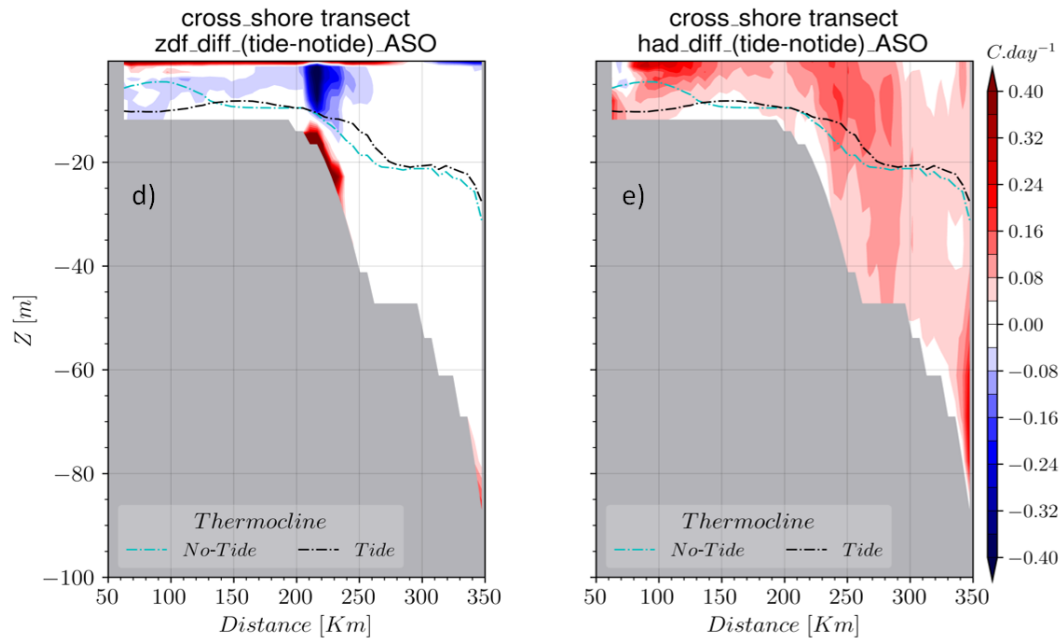 cross_shore transect
zdf_diff_(tide-notide)_ASO
cross_shore transect
had_diff_(tide-notide)_ASO
C.day⁻¹
d)
e)
−20
−40
−60
−80
−100
Z [m]
0.40
0.32
0.24
0.16
0.08
0.00
−0.08
−0.16
−0.24
−0.32
−0.40
Thermocline
No-Tide Tide
Thermocline
No-Tide Tide
50 100 150 200 250 300 350
50 100 150 200 250 300 350
Distance [Km]
Distance [Km]